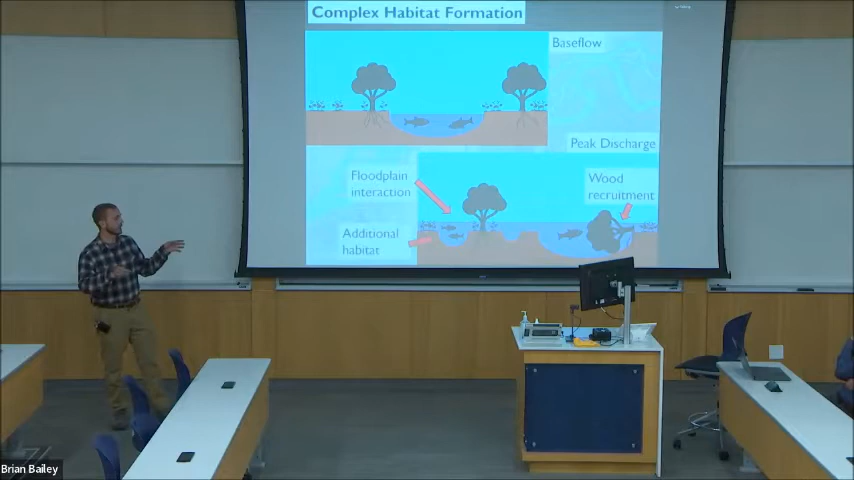 Complex Habitat Formation
Baseflow
Peak Discharge
Floodplain
interaction
Wood
recruitment
Additional
habitat
Brian Bailey